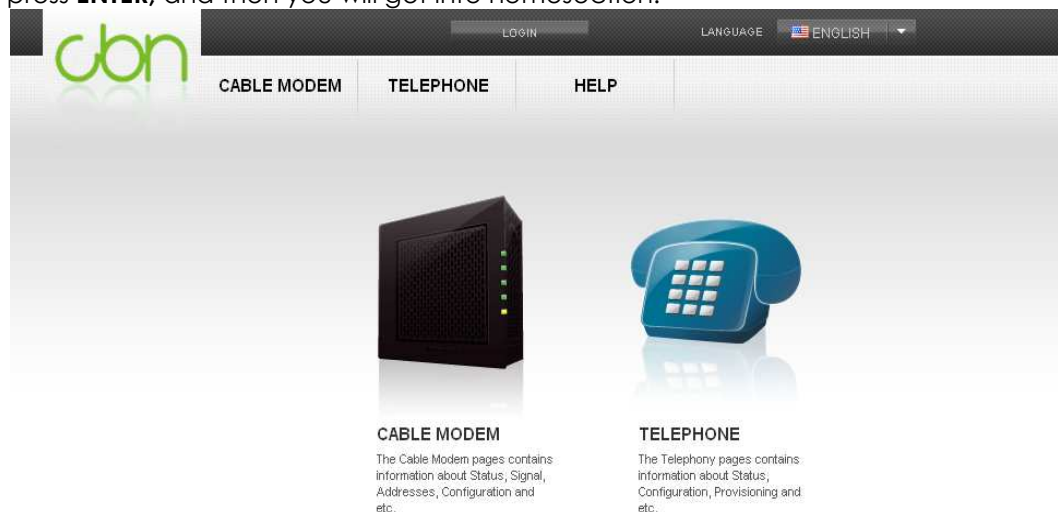 press ENTER, and then you will get into homesection.
cbn
LOGIN
LANGUAGE ENGLISH
CABLE MODEM TELEPHONE HELP
CABLE MODEM
The Cable Modem pages contains
information about Status, Signal,
Addresses, Configuration and
etc.
TELEPHONE
The Telephony pages contains
information about Status,
Configuration, Provisioning and
etc.